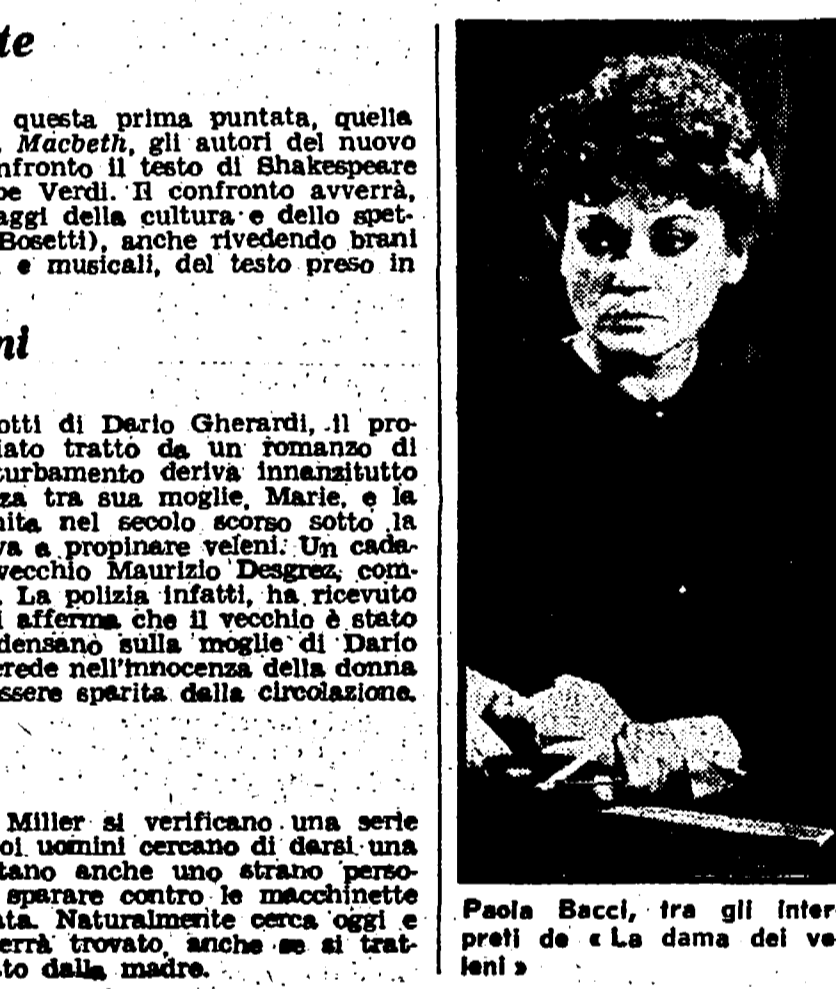 te
questa prima puntata, quella
Macbeth, gli autori del nuovo
nfronto il testo di Shakespeare
pe Verdi. Il confronto avverrà,
aggi della cultura e dello spet-
Bosetti), anche rivedendo brani
e musicali, del testo preso in
ni
otti di Dario Gherardi, il pro-
iato tratto da un romanzo di
turbamento deriva innanzitutto
za tra sua moglie, Marie, e la
nita nel secolo scorso sotto la
va a propinare veleni. Un cada-
vecchio Maurizio Desgrez, com-
. La polizia infatti, ha ricevuto
i afferma che il vecchio è stato
densano sulla moglie di Dario
rede nell'innocenza della donna
ssere sparita dalla circolazione.
Miller si verificano una serie
oi uomini cercano di darsi una
tano anche uno strano perso-
sparare contro le macchinette
ata. Naturalmente cerca oggi e
errà trovato, anche se si trat-
to dalla madre.
Paola Bacci, tra gli inter-
preti de « La dama dei ve-
leni »